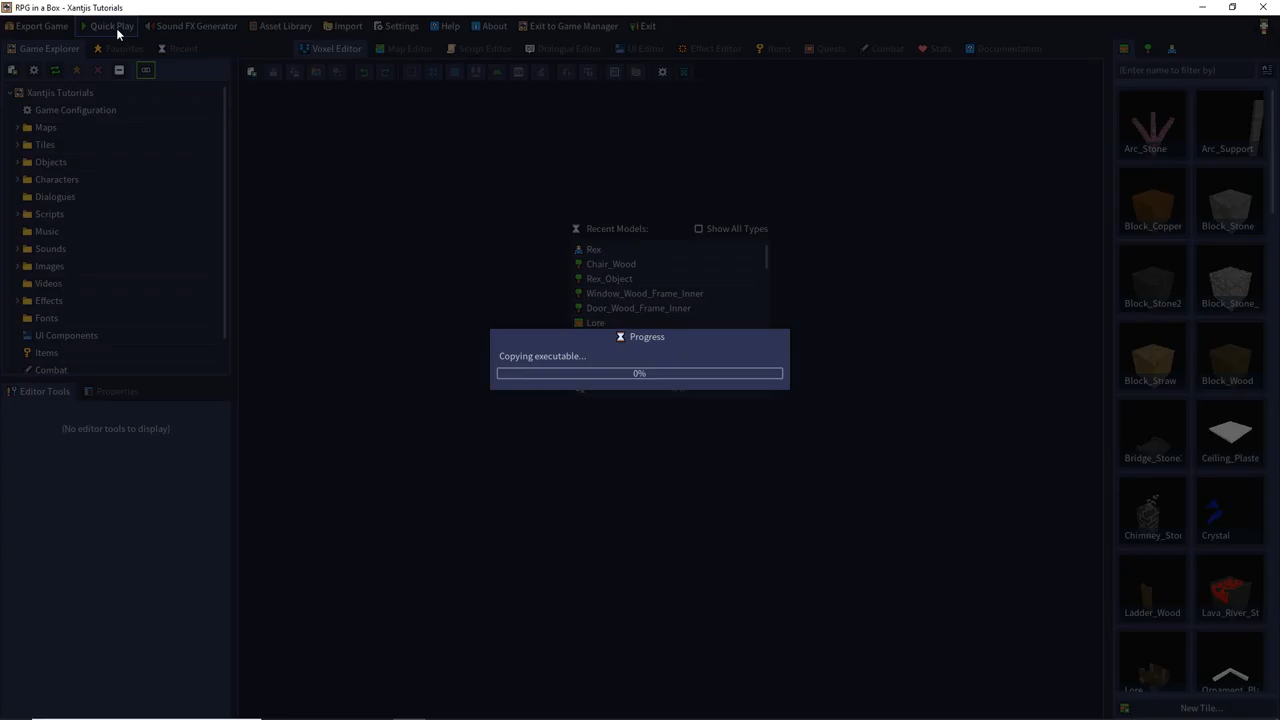 RPG in a Box - Xantjis Tutorials
Export Game Quick Play Sound FX Generator Asset Library Import Settings Help About Exit to Game Manager Exit
Game Explorer Favorites Recent Voxel Editor Map Editor Script Editor Dialogue Editor UI Editor Effect Editor Items Quests Combat Stats Documentation
(Enter name to filter by)
Xantjis Tutorials
Game Configuration
Maps
Tiles
Objects
Characters
Dialogues
Scripts
Music
Sounds
Images
Videos
Effects
Fonts
UI Components
Items
Combat
Editor Tools Properties
(No editor tools to display)
Recent Models: Show All Types
Rex
Chair_Wood
Rex_Object
Window_Wood_Frame_Inner
Door_Wood_Frame_Inner
Lore
Progress
Copying executable...
0%
Arc_Stone Arc_Support
Block_Copper Block_Stone
Block_Stone2 Block_Stone_
Block_Straw Block_Wood
Bridge_Stone Ceiling_Plaste
Chimney_Stor Crystal
Ladder_Wood Lava_River_St
Lore Ornament_Pl
New Tile...